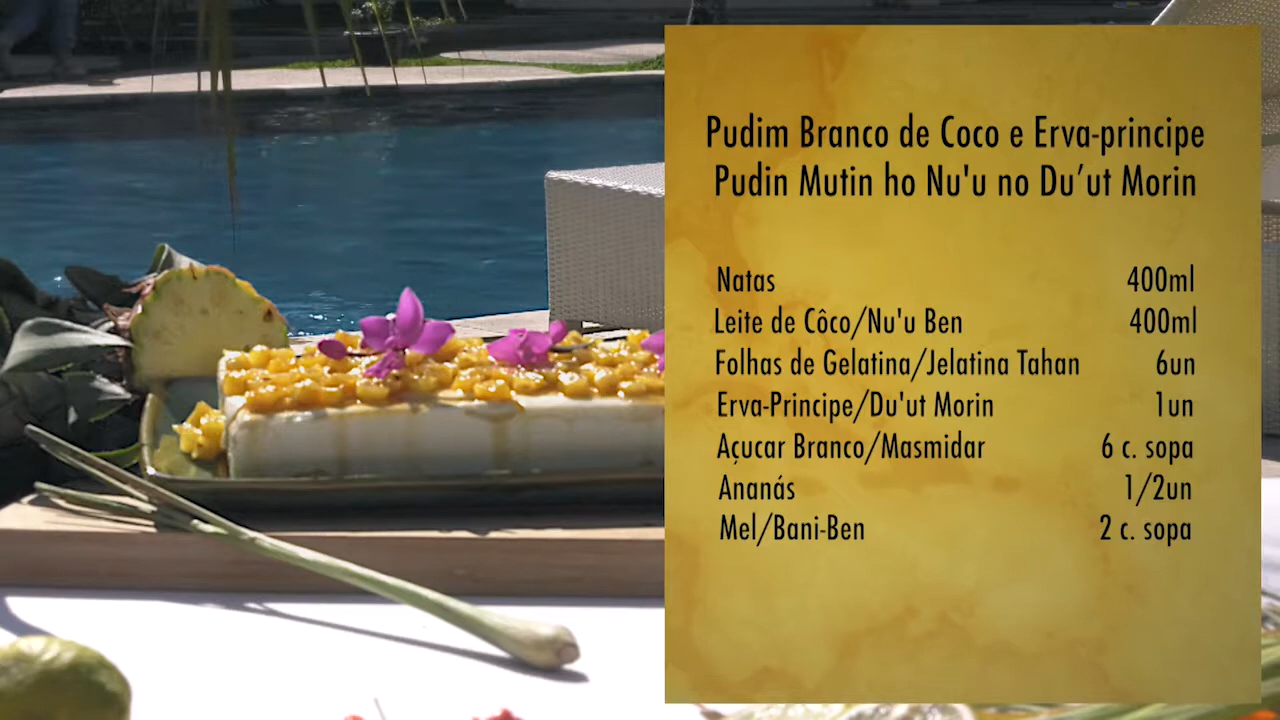 Pudim Branco de Coco e Erva-principe
Pudin Mutin ho Nu'u no Du’ut Morin
Natas 400ml
Leite de Côco/Nu'u Ben 400ml
Folhas de Gelatina/Jelatina Tahan 6un
Erva-Principe/Du'ut Morin 1un
Açucar Branco/Masmidar 6 c. sopa
Ananás 1/2un
Mel/Bani-Ben 2 c. sopa